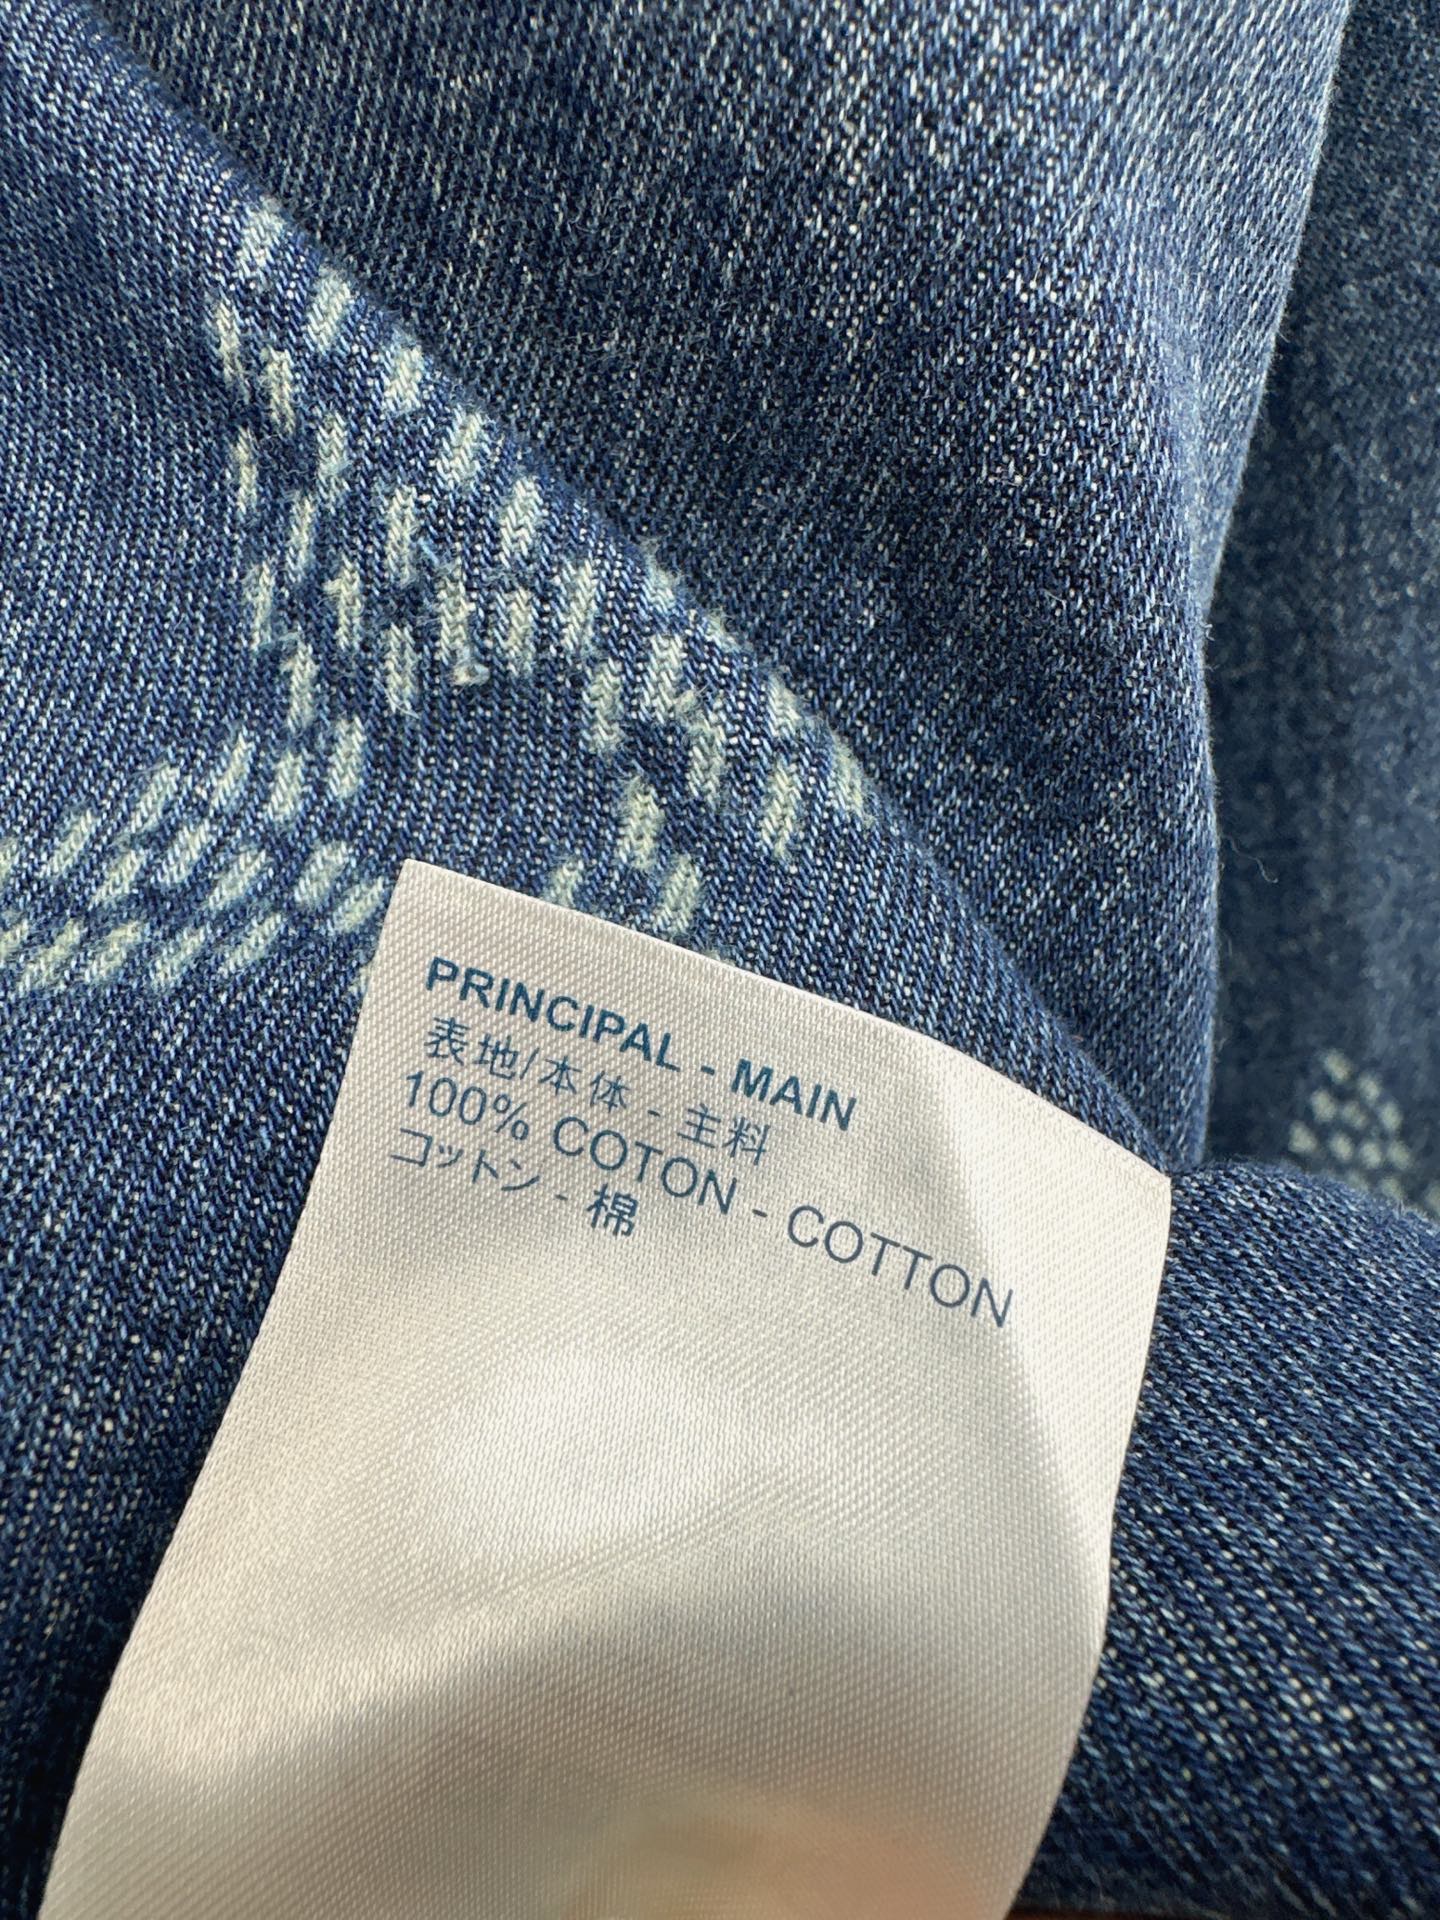 PRINCIPAL - MAIN
表地/本体 - 主料
100% COTON - COTTON
コットン - 棉